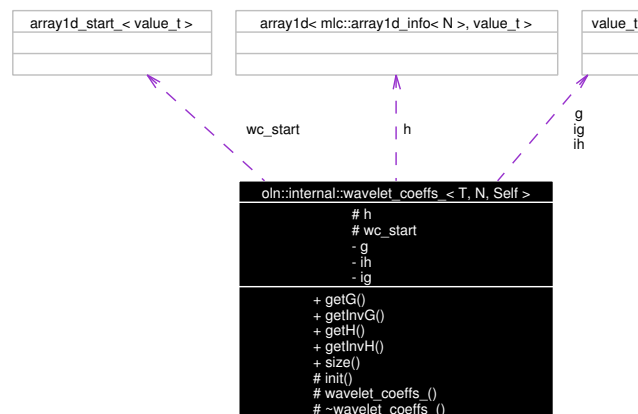 array1d_start_< value_t >
array1d< mlc::array1d_info< N >, value_t >
value_t
wc_start
h
g
ig
ih
oln::internal::wavelet_coeffs_< T, N, Self >
# h
# wc_start
- g
- ih
- ig
+ getG()
+ getInvG()
+ getH()
+ getInvH()
+ size()
# init()
# wavelet_coeffs_()
# ~wavelet_coeffs_()